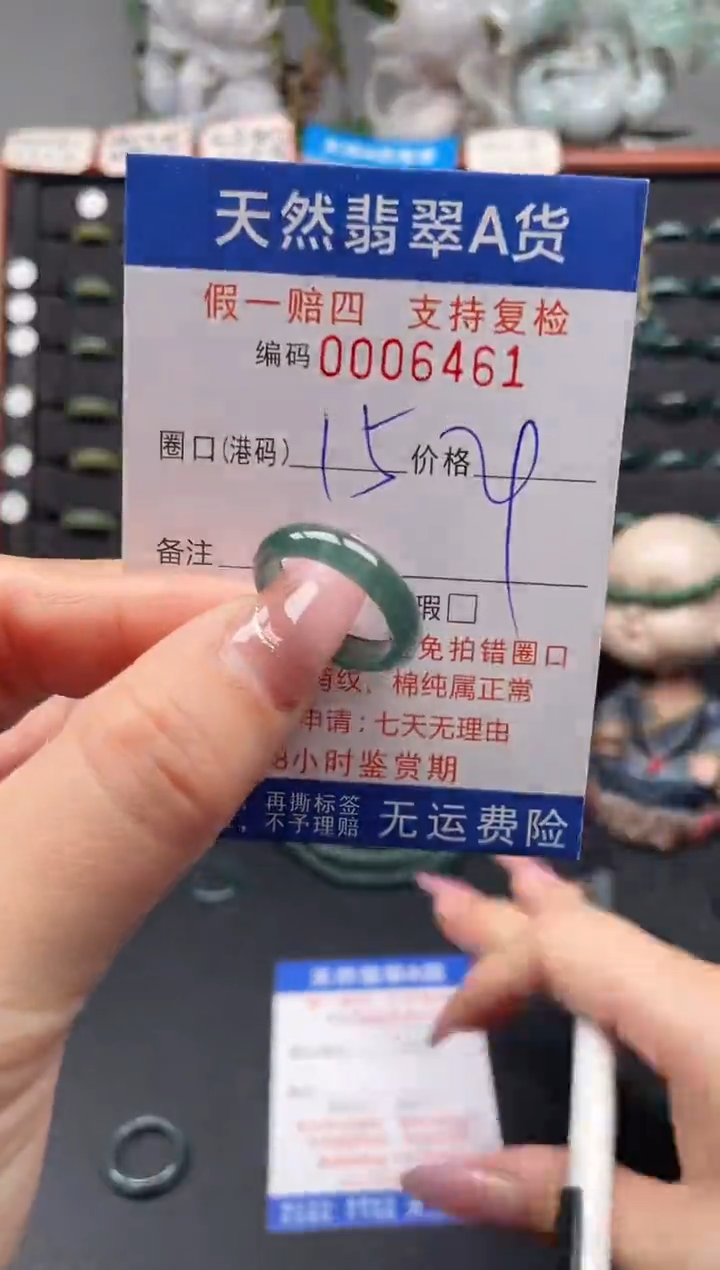 天然翡翠A货
假一赔四 支持复检
编码 0006461
圈口(港码) 15 价格
备注
瑕□
免拍错圈口
纹、棉纯属正常
申请:七天无理由
8小时鉴赏期
再撕标签
,不予理赔 无运费险